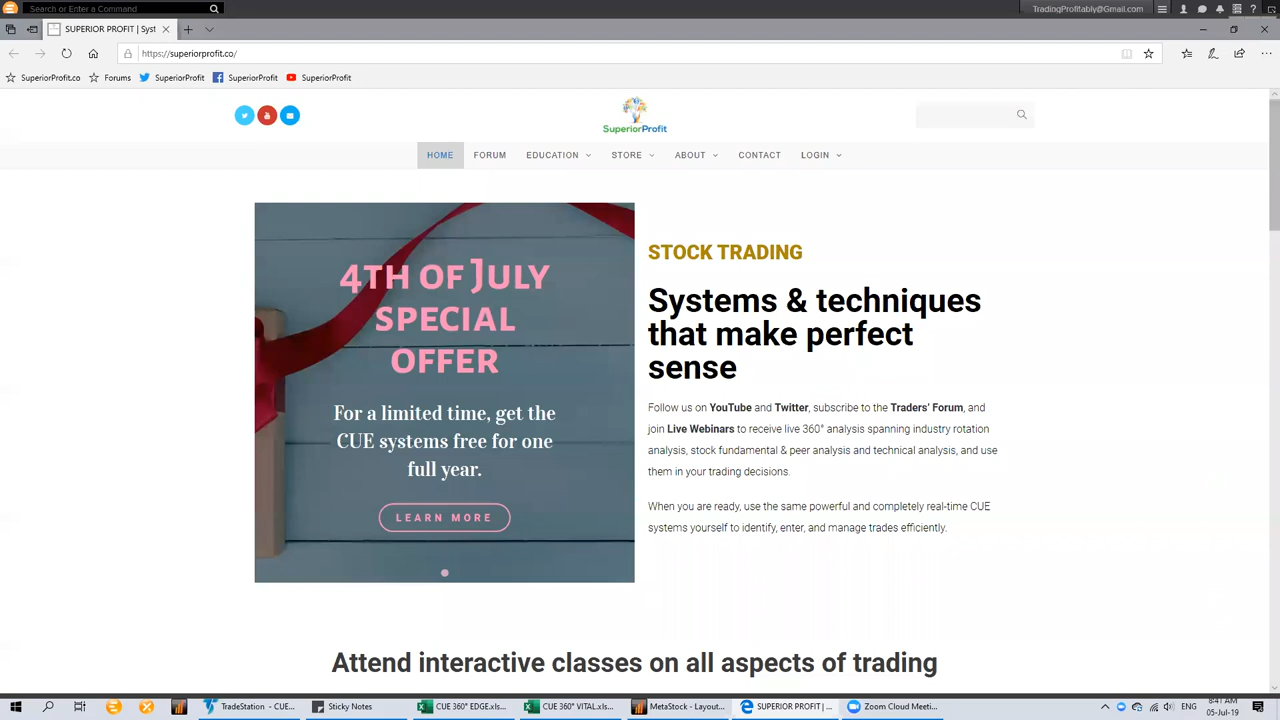 Search or Enter a Command
TradingProfitably@Gmail.com
SUPERIOR PROFIT | Syst
https://superiorprofit.co/
SuperiorProfit.co
Forums
SuperiorProfit
SuperiorProfit
SuperiorProfit
SuperiorProfit
HOME
FORUM
EDUCATION
STORE
ABOUT
CONTACT
LOGIN
4TH OF JULY
SPECIAL
OFFER
For a limited time, get the
CUE systems free for one
full year.
LEARN MORE
STOCK TRADING
Systems & techniques
that make perfect
sense
Follow us on YouTube and Twitter, subscribe to the Traders' Forum, and
join Live Webinars to receive live 360° analysis spanning industry rotation
analysis, stock fundamental & peer analysis and technical analysis, and use
them in your trading decisions.
When you are ready, use the same powerful and completely real-time CUE
systems yourself to identify, enter, and manage trades efficiently.
Attend interactive classes on all aspects of trading
TradeStation - CUE...
Sticky Notes
CUE 360° EDGE.xls...
CUE 360° VITAL.xls...
MetaStock - Layout...
SUPERIOR PROFIT | ...
Zoom Cloud Meeti...
ENG
8:41 AM
05-Jul-19